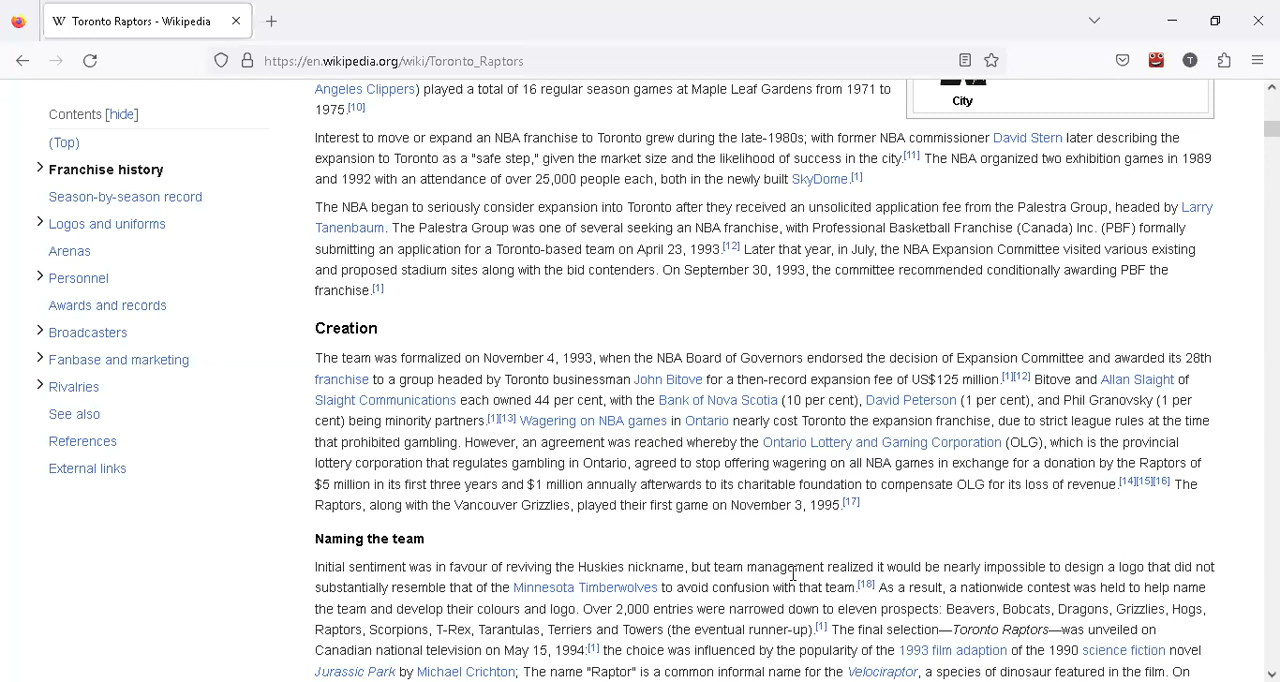 W Toronto Raptors - Wikipedia
https://en.wikipedia.org/wiki/Toronto_Raptors
T
Contents [hide]
(Top)
Franchise history
Season-by-season record
Logos and uniforms
Arenas
Personnel
Awards and records
Broadcasters
Fanbase and marketing
Rivalries
See also
References
External links
City
Angeles Clippers) played a total of 16 regular season games at Maple Leaf Gardens from 1971 to
1975.[10]
Interest to move or expand an NBA franchise to Toronto grew during the late-1980s; with former NBA commissioner David Stern later describing the
expansion to Toronto as a "safe step," given the market size and the likelihood of success in the city.[11] The NBA organized two exhibition games in 1989
and 1992 with an attendance of over 25,000 people each, both in the newly built SkyDome.[1]
The NBA began to seriously consider expansion into Toronto after they received an unsolicited application fee from the Palestra Group, headed by Larry
Tanenbaum. The Palestra Group was one of several seeking an NBA franchise, with Professional Basketball Franchise (Canada) Inc. (PBF) formally
submitting an application for a Toronto-based team on April 23, 1993.[12] Later that year, in July, the NBA Expansion Committee visited various existing
and proposed stadium sites along with the bid contenders. On September 30, 1993, the committee recommended conditionally awarding PBF the
franchise.[1]
Creation
The team was formalized on November 4, 1993, when the NBA Board of Governors endorsed the decision of Expansion Committee and awarded its 28th
franchise to a group headed by Toronto businessman John Bitove for a then-record expansion fee of US$125 million.[1][12] Bitove and Allan Slaight of
Slaight Communications each owned 44 per cent, with the Bank of Nova Scotia (10 per cent), David Peterson (1 per cent), and Phil Granovsky (1 per
cent) being minority partners.[1][13] Wagering on NBA games in Ontario nearly cost Toronto the expansion franchise, due to strict league rules at the time
that prohibited gambling. However, an agreement was reached whereby the Ontario Lottery and Gaming Corporation (OLG), which is the provincial
lottery corporation that regulates gambling in Ontario, agreed to stop offering wagering on all NBA games in exchange for a donation by the Raptors of
$5 million in its first three years and $1 million annually afterwards to its charitable foundation to compensate OLG for its loss of revenue.[14][15][16] The
Raptors, along with the Vancouver Grizzlies, played their first game on November 3, 1995.[17]
Naming the team
Initial sentiment was in favour of reviving the Huskies nickname, but team management realized it would be nearly impossible to design a logo that did not
substantially resemble that of the Minnesota Timberwolves to avoid confusion with that team.[18] As a result, a nationwide contest was held to help name
the team and develop their colours and logo. Over 2,000 entries were narrowed down to eleven prospects: Beavers, Bobcats, Dragons, Grizzlies, Hogs,
Raptors, Scorpions, T-Rex, Tarantulas, Terriers and Towers (the eventual runner-up).[1] The final selection—Toronto Raptors—was unveiled on
Canadian national television on May 15, 1994:[1] the choice was influenced by the popularity of the 1993 film adaption of the 1990 science fiction novel
Jurassic Park by Michael Crichton; The name "Raptor" is a common informal name for the Velociraptor, a species of dinosaur featured in the film. On